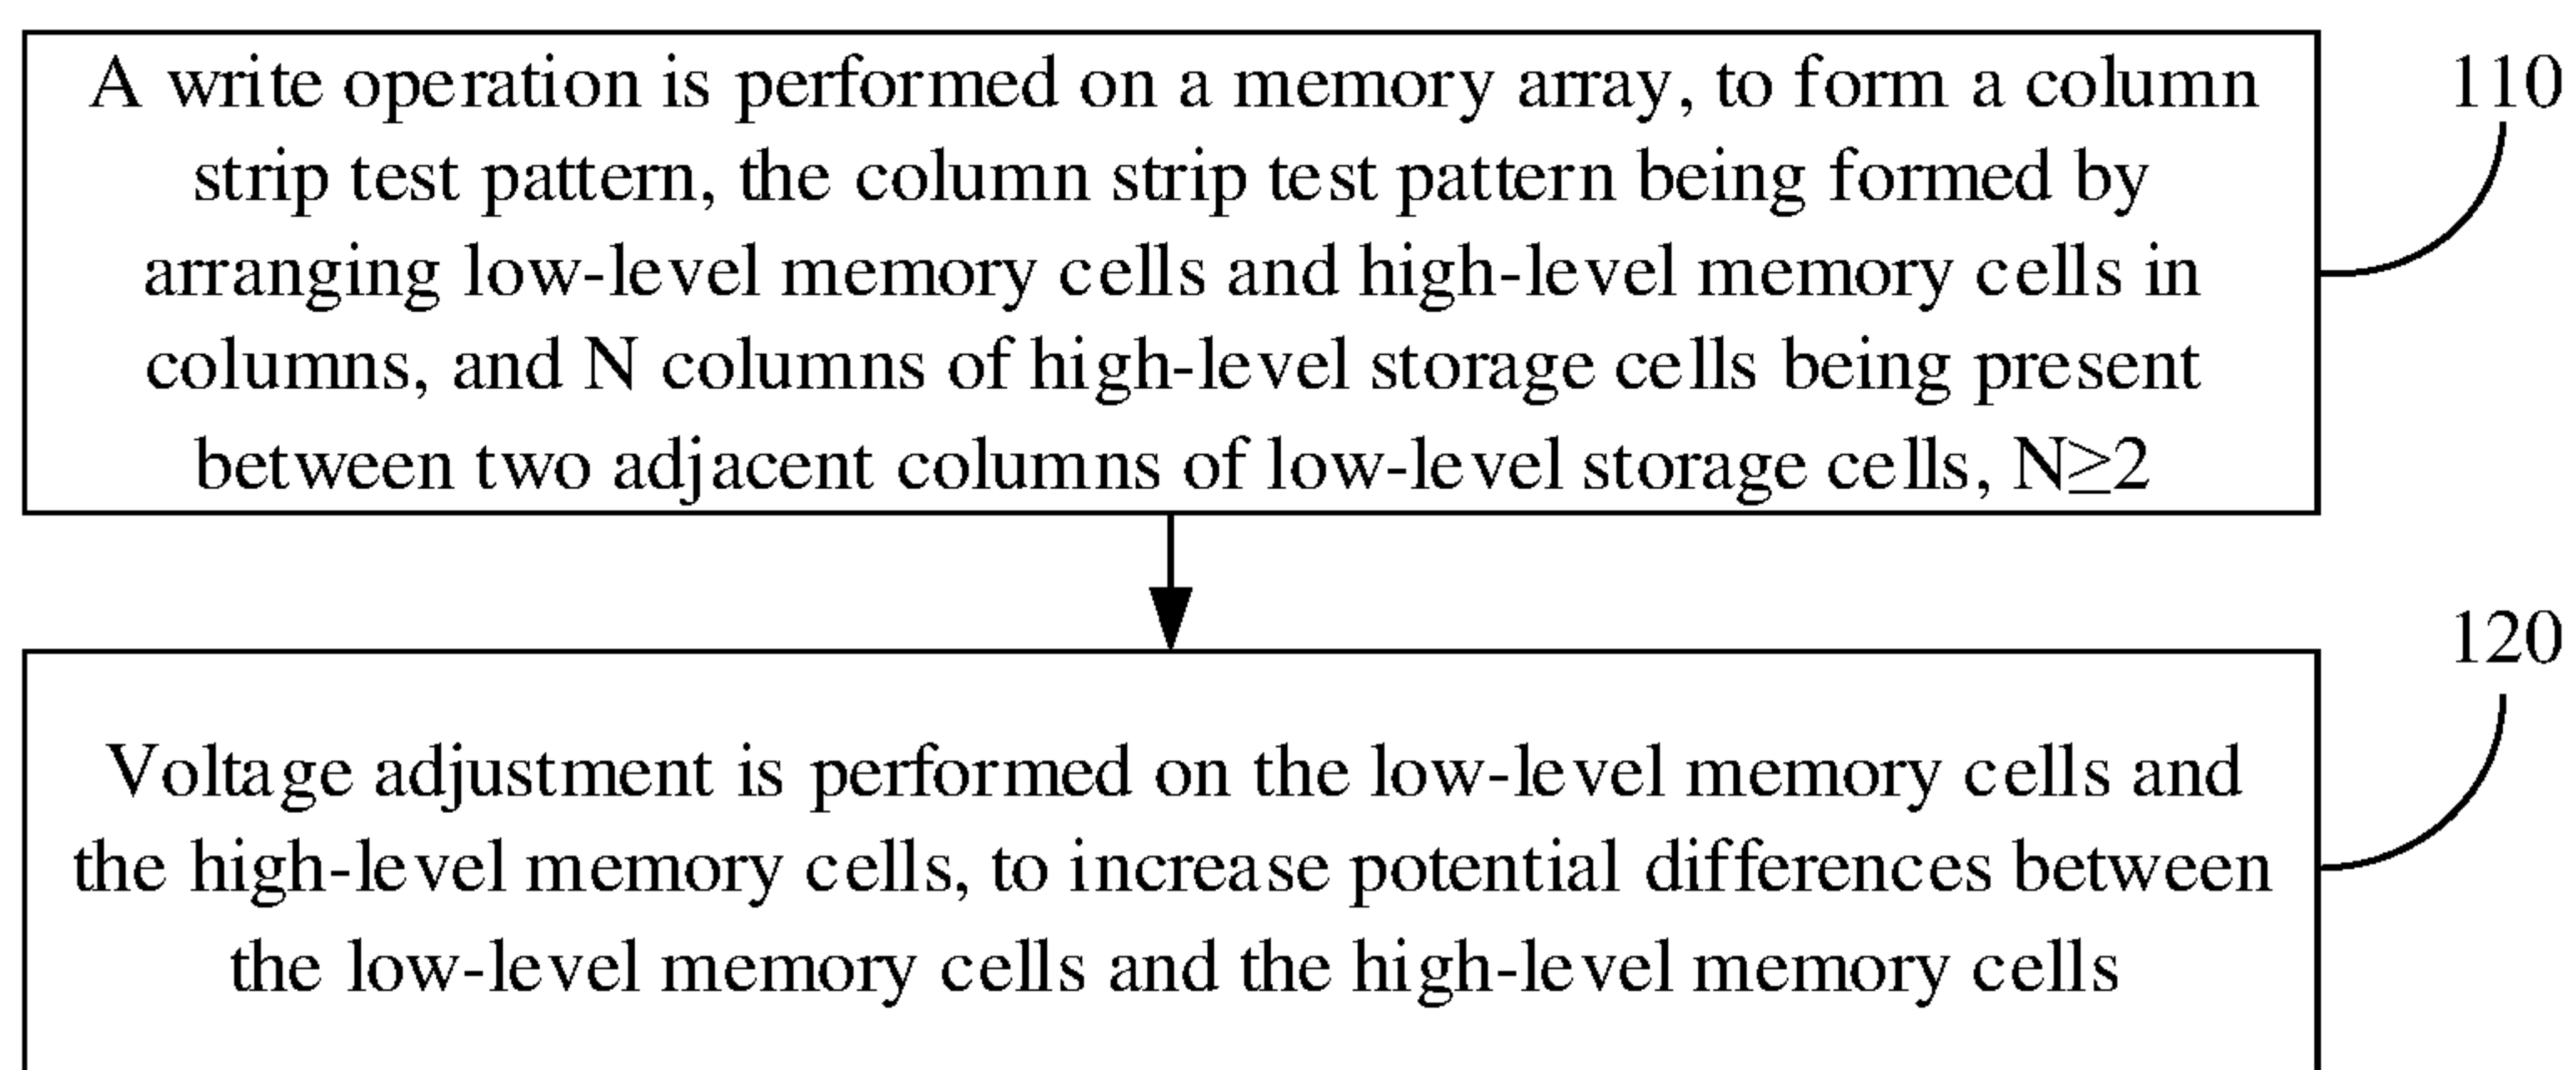 A write operation is performed on a memory array, to form a column
strip test pattern, the column strip test pattern being formed by
arranging low-level memory cells and high-level memory cells in
columns, and N columns of high-level storage cells being present
between two adjacent columns of low-level storage cells, N≥2
110
Voltage adjustment is performed on the low-level memory cells and
the high-level memory cells, to increase potential differences between
the low-level memory cells and the high-level memory cells
120